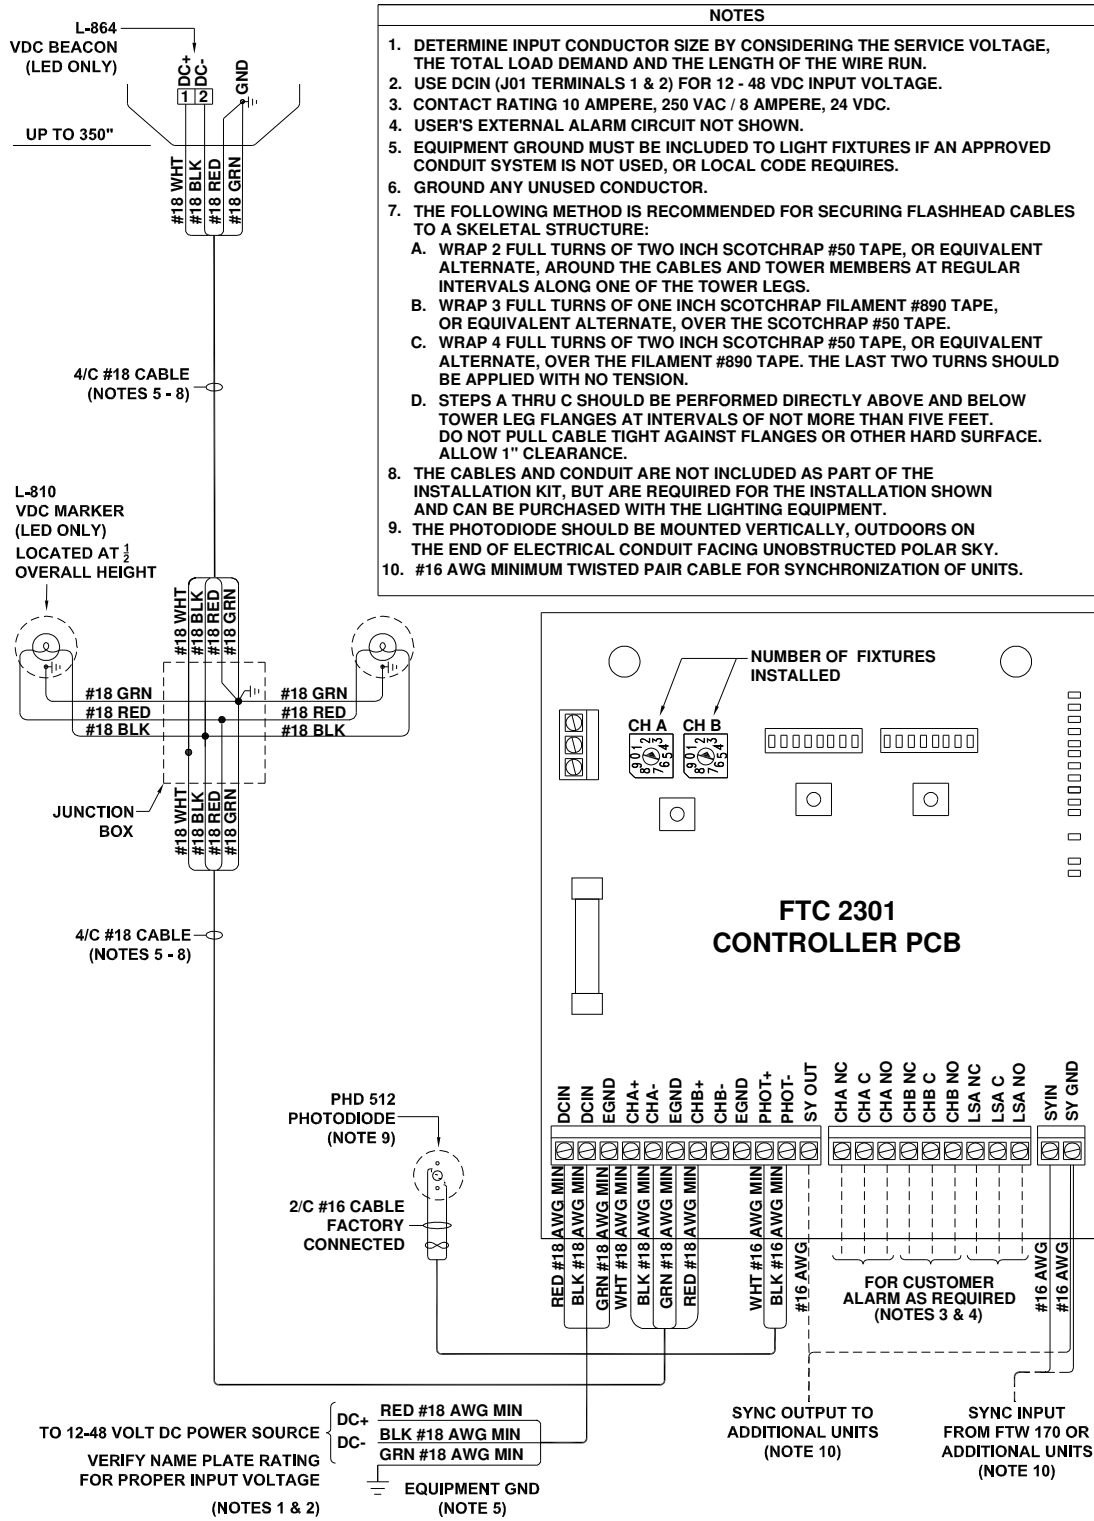 L-864
VDC BEACON
(LED ONLY)
DC+
DC-
GND
1 2
UP TO 350"
#18 WHT
#18 BLK
#18 RED
#18 GRN
4/C #18 CABLE
(NOTES 5 - 8)
L-810
VDC MARKER
(LED ONLY)
LOCATED AT ½
OVERALL HEIGHT
#18 WHT
#18 BLK
#18 RED
#18 GRN
#18 GRN
#18 RED
#18 BLK
#18 GRN
#18 RED
#18 BLK
JUNCTION
BOX
#18 WHT
#18 BLK
#18 RED
#18 GRN
4/C #18 CABLE
(NOTES 5 - 8)
NOTES
1. DETERMINE INPUT CONDUCTOR SIZE BY CONSIDERING THE SERVICE VOLTAGE,
THE TOTAL LOAD DEMAND AND THE LENGTH OF THE WIRE RUN.
2. USE DCIN (J01 TERMINALS 1 & 2) FOR 12 - 48 VDC INPUT VOLTAGE.
3. CONTACT RATING 10 AMPERE, 250 VAC / 8 AMPERE, 24 VDC.
4. USER'S EXTERNAL ALARM CIRCUIT NOT SHOWN.
5. EQUIPMENT GROUND MUST BE INCLUDED TO LIGHT FIXTURES IF AN APPROVED
CONDUIT SYSTEM IS NOT USED, OR LOCAL CODE REQUIRES.
6. GROUND ANY UNUSED CONDUCTOR.
7. THE FOLLOWING METHOD IS RECOMMENDED FOR SECURING FLASHHEAD CABLES
TO A SKELETAL STRUCTURE:
A. WRAP 2 FULL TURNS OF TWO INCH SCOTCHRAP #50 TAPE, OR EQUIVALENT
ALTERNATE, AROUND THE CABLES AND TOWER MEMBERS AT REGULAR
INTERVALS ALONG ONE OF THE TOWER LEGS.
B. WRAP 3 FULL TURNS OF ONE INCH SCOTCHRAP FILAMENT #890 TAPE,
OR EQUIVALENT ALTERNATE, OVER THE SCOTCHRAP #50 TAPE.
C. WRAP 4 FULL TURNS OF TWO INCH SCOTCHRAP #50 TAPE, OR EQUIVALENT
ALTERNATE, OVER THE FILAMENT #890 TAPE. THE LAST TWO TURNS SHOULD
BE APPLIED WITH NO TENSION.
D. STEPS A THRU C SHOULD BE PERFORMED DIRECTLY ABOVE AND BELOW
TOWER LEG FLANGES AT INTERVALS OF NOT MORE THAN FIVE FEET.
DO NOT PULL CABLE TIGHT AGAINST FLANGES OR OTHER HARD SURFACE.
ALLOW 1" CLEARANCE.
8. THE CABLES AND CONDUIT ARE NOT INCLUDED AS PART OF THE
INSTALLATION KIT, BUT ARE REQUIRED FOR THE INSTALLATION SHOWN
AND CAN BE PURCHASED WITH THE LIGHTING EQUIPMENT.
9. THE PHOTODIODE SHOULD BE MOUNTED VERTICALLY, OUTDOORS ON
THE END OF ELECTRICAL CONDUIT FACING UNOBSTRUCTED POLAR SKY.
10. #16 AWG MINIMUM TWISTED PAIR CABLE FOR SYNCHRONIZATION OF UNITS.
NUMBER OF FIXTURES
INSTALLED
CH A
CH B
0 1 2 3 4 5 6 7 8 9
0 1 2 3 4 5 6 7 8 9
FTC 2301
CONTROLLER PCB
DCIN
DCIN
EGND
CHA+
CHA-
EGND
CHB+
CHB-
EGND
PHOT+
PHOT-
SY OUT
CHA NC
CHA C
CHA NO
CHB NC
CHB C
CHB NO
LSA NC
LSA C
LSA NO
SYIN
SY GND
RED #18 AWG MIN
BLK #18 AWG MIN
GRN #18 AWG MIN
WHT #18 AWG MIN
BLK #18 AWG MIN
GRN #18 AWG MIN
RED #18 AWG MIN
WHT #16 AWG MIN
BLK #16 AWG MIN
#16 AWG
#16 AWG
#16 AWG
FOR CUSTOMER
ALARM AS REQUIRED
(NOTES 3 & 4)
PHD 512
PHOTODIODE
(NOTE 9)
2/C #16 CABLE
FACTORY
CONNECTED
SYNC OUTPUT TO
ADDITIONAL UNITS
(NOTE 10)
SYNC INPUT
FROM FTW 170 OR
ADDITIONAL UNITS
(NOTE 10)
TO 12-48 VOLT DC POWER SOURCE
VERIFY NAME PLATE RATING
FOR PROPER INPUT VOLTAGE
(NOTES 1 & 2)
DC+
DC-
RED #18 AWG MIN
BLK #18 AWG MIN
GRN #18 AWG MIN
EQUIPMENT GND
(NOTE 5)